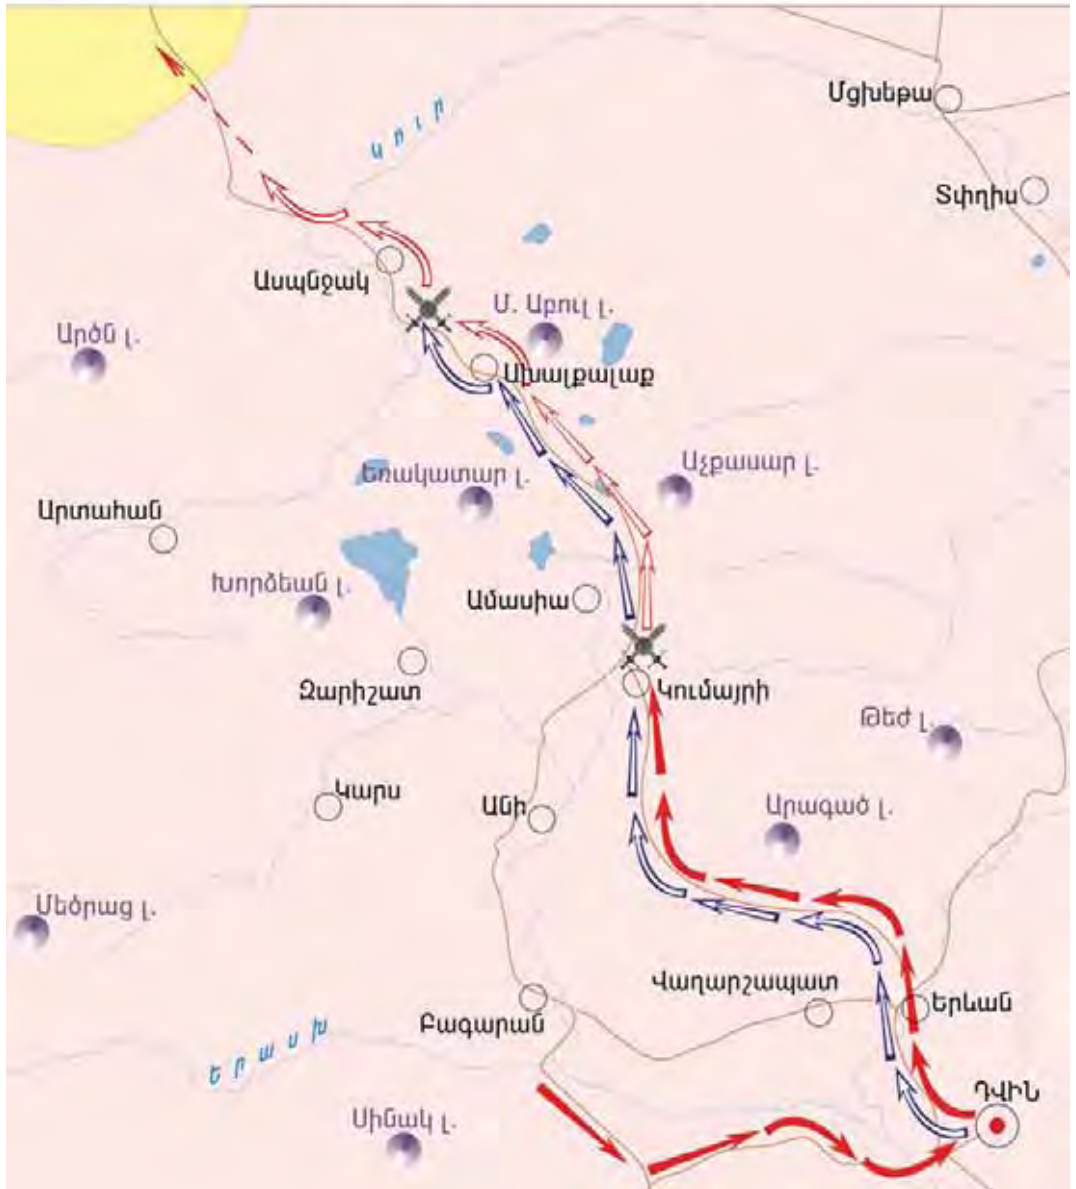 Մցխեթա
Կուր
Տփղիս
Ասպնջակ
Մ. Աբուլ լ.
Արծն լ.
Ախալքալաք
Եռակատար լ.
Աչքասար լ.
Արտահան
Խորձեան լ.
Ամասիա
Զարիշատ
Կումայրի
Թեժ լ.
Կարս
Անի
Արագած լ.
Մեծրաց լ.
Վաղարշապատ
Երևան
Բագարան
Երասխ
ԴՎԻՆ
Սինակ լ.